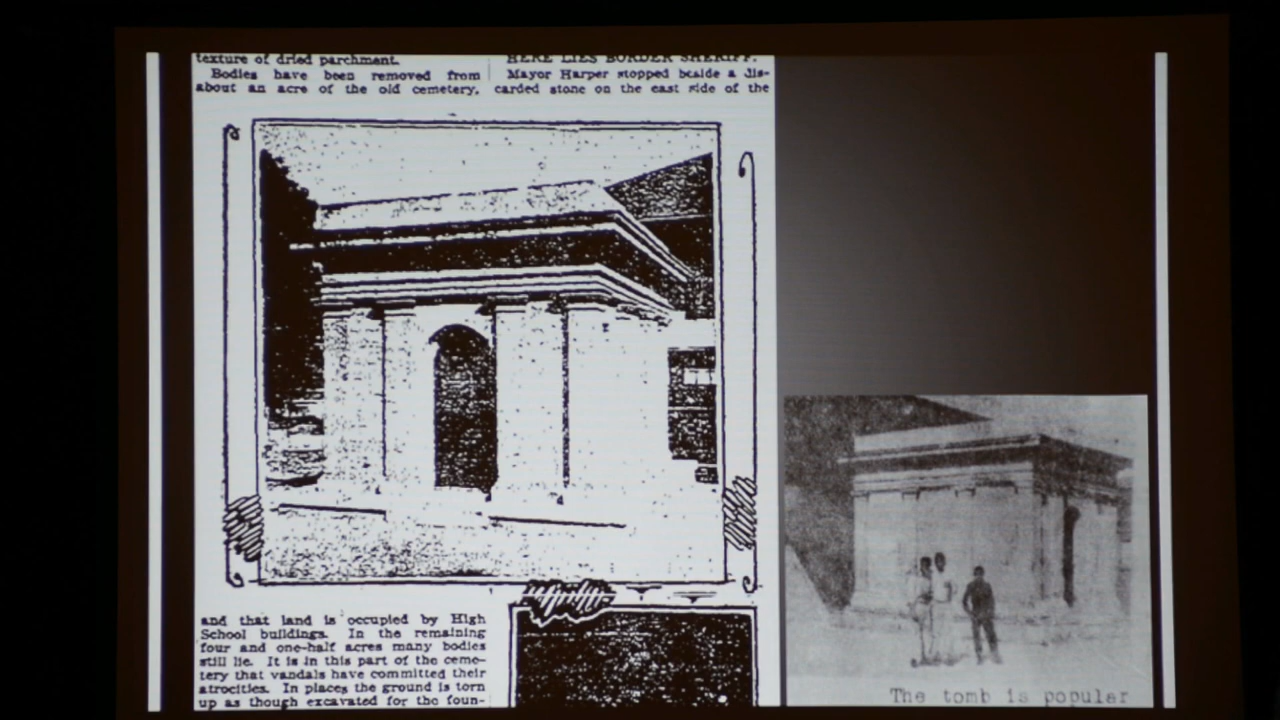 texture of dried parchment.
Bodies have been removed from
about an acre of the old cemetery,
HERE LIES BORDER SHERIFF.
Mayor Harper stopped beside a dis-
carded stone on the east side of the
and that land is occupied by High
School buildings. In the remaining
four and one-half acres many bodies
still lie. It is in this part of the ceme-
tery that vandals have committed their
atrocities. In places the ground is torn
up as though excavated for the foun-
The tomb is popular